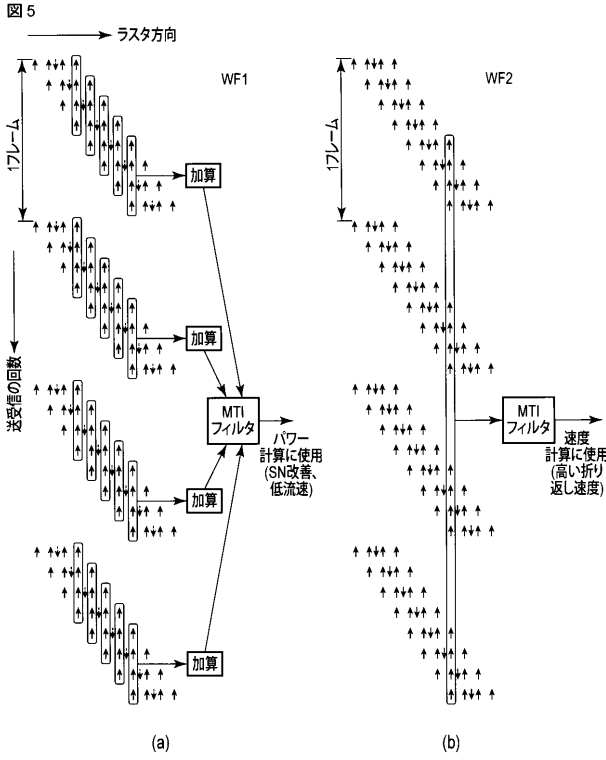 図5
ラスタ方向
WF1
WF2
1フレーム
1フレーム
送受信の回数
加算
加算
加算
加算
MTI
フィルタ
パワー
計算に使用
(SN改善、
低流速)
MTI
フィルタ
速度
計算に使用
(高い折り
返し速度)
(a)
(b)